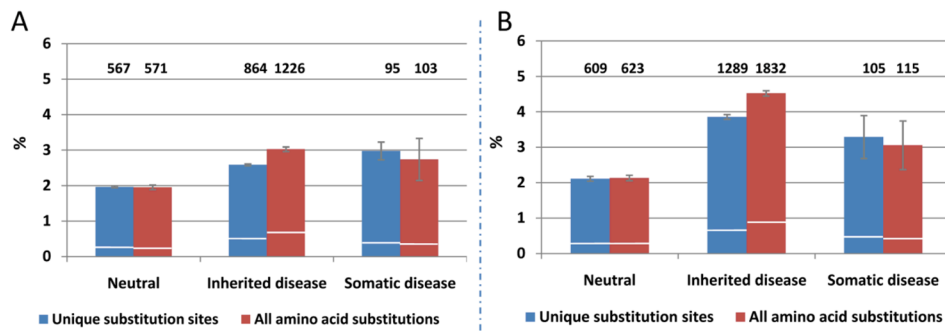 A
6
567 571 864 1226 95 103
5
4
%
3
2
1
0
Neutral Inherited disease Somatic disease
Unique substitution sites All amino acid substitutions
B
6
609 623 1289 1832 105 115
5
4
%
3
2
1
0
Neutral Inherited disease Somatic disease
Unique substitution sites All amino acid substitutions